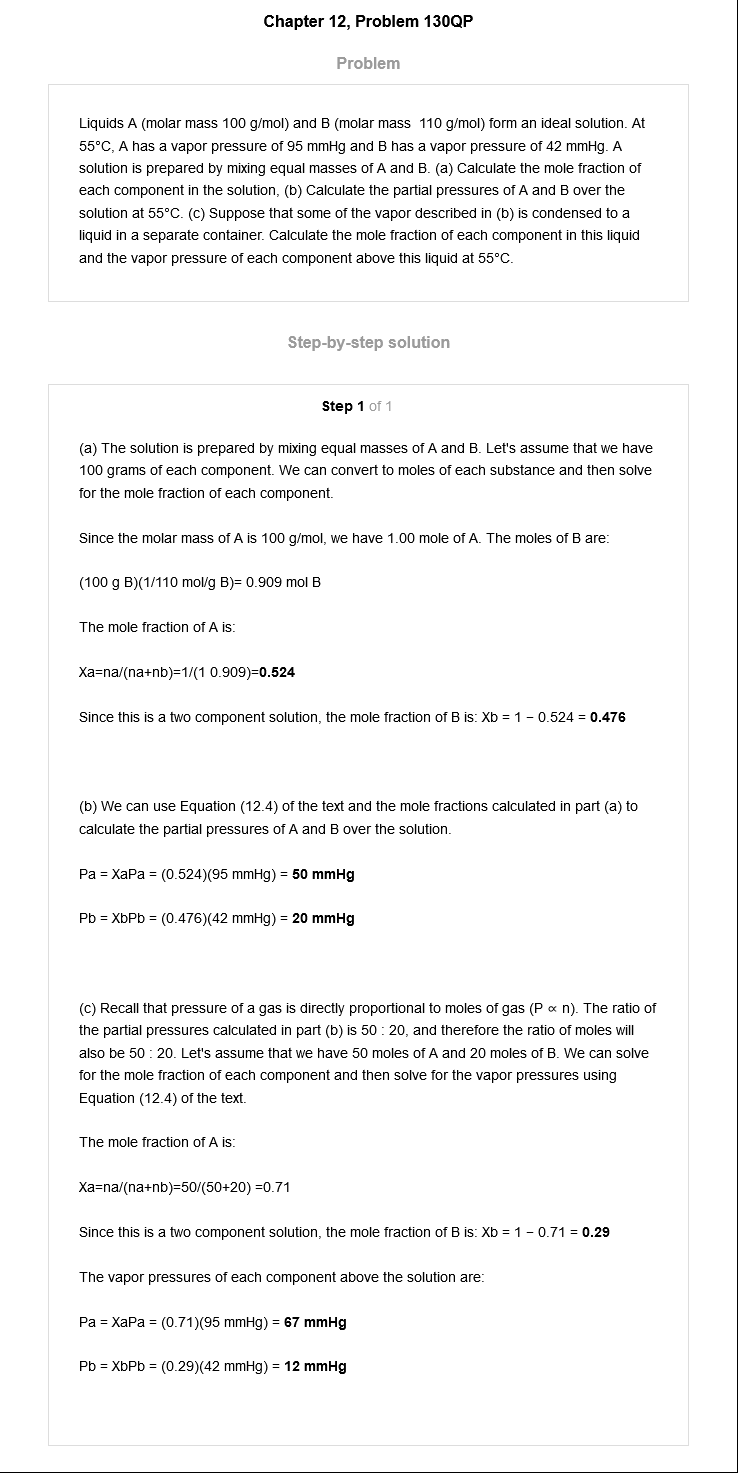 Chapter 12, Problem 130QP
Problem
Liquids A (molar mass 100 g/mol) and B (molar mass  110 g/mol) form an ideal solution. At
55°C, A has a vapor pressure of 95 mmHg and B has a vapor pressure of 42 mmHg. A
solution is prepared by mixing equal masses of A and B. (a) Calculate the mole fraction of
each component in the solution, (b) Calculate the partial pressures of A and B over the
solution at 55°C. (c) Suppose that some of the vapor described in (b) is condensed to a
liquid in a separate container. Calculate the mole fraction of each component in this liquid
and the vapor pressure of each component above this liquid at 55°C.
Step-by-step solution
Step 1 of 1
(a) The solution is prepared by mixing equal masses of A and B. Let's assume that we have
100 grams of each component. We can convert to moles of each substance and then solve
for the mole fraction of each component.
Since the molar mass of A is 100 g/mol, we have 1.00 mole of A. The moles of B are:
(100 g B)(1/110 mol/g B)= 0.909 mol B
The mole fraction of A is:
Xa=na/(na+nb)=1/(1 0.909)=0.524
Since this is a two component solution, the mole fraction of B is: Xb = 1 − 0.524 = 0.476
(b) We can use Equation (12.4) of the text and the mole fractions calculated in part (a) to
calculate the partial pressures of A and B over the solution.
Pa = XaPa = (0.524)(95 mmHg) = 50 mmHg
Pb = XbPb = (0.476)(42 mmHg) = 20 mmHg
(c) Recall that pressure of a gas is directly proportional to moles of gas (P ∝ n). The ratio of
the partial pressures calculated in part (b) is 50 : 20, and therefore the ratio of moles will
also be 50 : 20. Let's assume that we have 50 moles of A and 20 moles of B. We can solve
for the mole fraction of each component and then solve for the vapor pressures using
Equation (12.4) of the text.
The mole fraction of A is:
Xa=na/(na+nb)=50/(50+20) =0.71
Since this is a two component solution, the mole fraction of B is: Xb = 1 − 0.71 = 0.29
The vapor pressures of each component above the solution are:
Pa = XaPa = (0.71)(95 mmHg) = 67 mmHg
Pb = XbPb = (0.29)(42 mmHg) = 12 mmHg